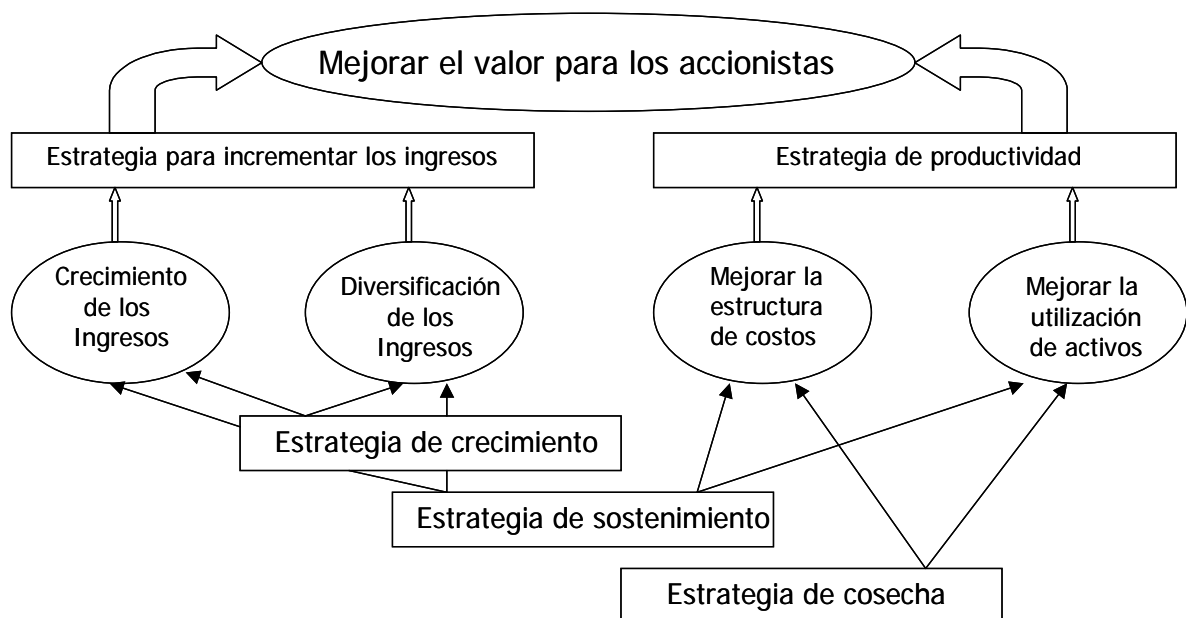 Mejorar el valor para los accionistas
Estrategia para incrementar los ingresos
Estrategia de productividad
Crecimiento
de los
Ingresos
Diversificación
de los
Ingresos
Mejorar la
estructura
de costos
Mejorar la
utilización
de activos
Estrategia de crecimiento
Estrategia de sostenimiento
Estrategia de cosecha